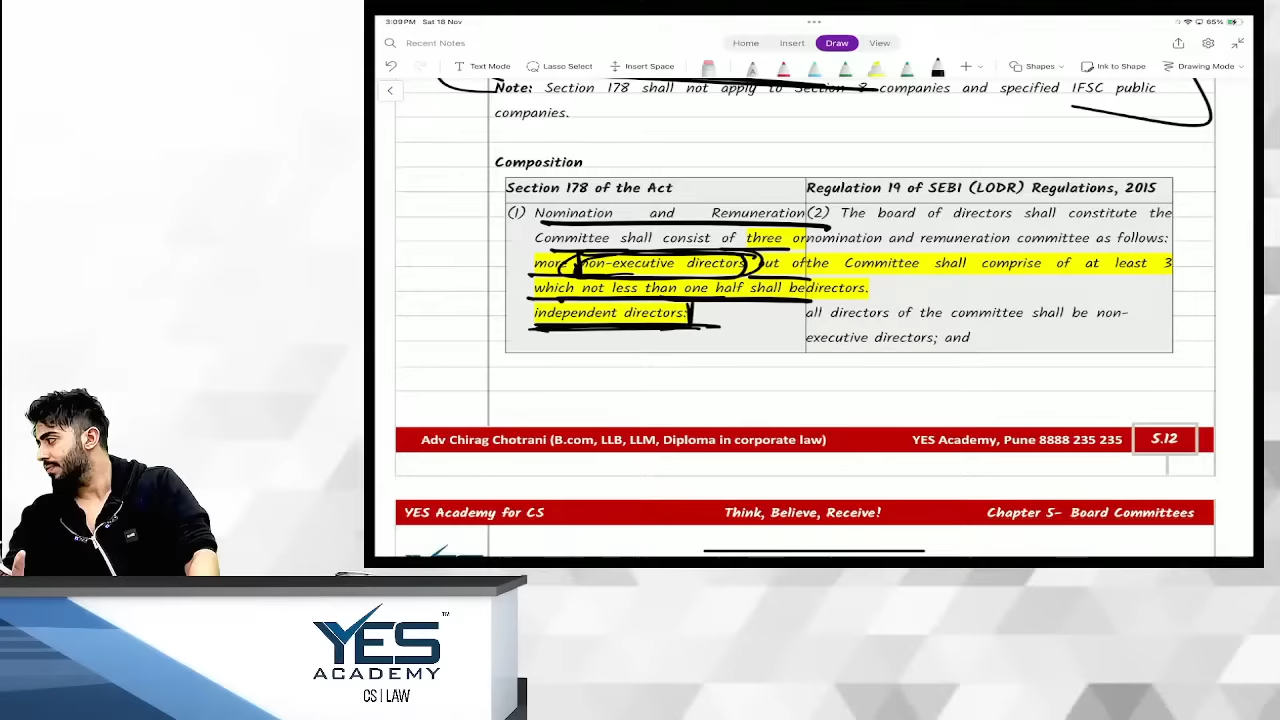 3:09PM Sat 18 Nov
65%
Recent Notes
Home Insert Draw View
Text Mode Lasso Select Insert Space Shapes Ink to Shape Drawing Mode
Note: Section 178 shall not apply to Section 8 companies and specified IFSC public
companies.
Composition
Section 178 of the Act
(1) Nomination and Remuneration
Committee shall consist of three or
more non-executive directors out of
which not less than one half shall be
independent directors:
Regulation 19 of SEBI (LODR) Regulations, 2015
(2) The board of directors shall constitute the
nomination and remuneration committee as follows:
the Committee shall comprise of at least 3
directors.
all directors of the committee shall be non-
executive directors; and
Adv Chirag Chotrani (B.com, LLB, LLM, Diploma in corporate law) YES Academy, Pune 8888 235 235 5.12
YES Academy for CS Think, Believe, Receive! Chapter 5- Board Committees
YES TM
ACADEMY
CS | LAW